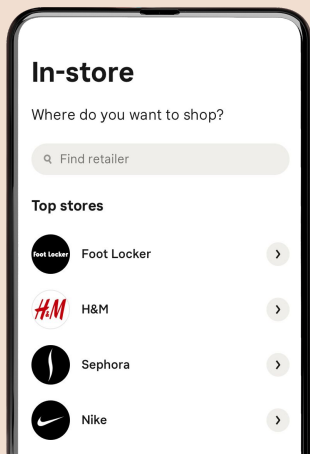 In-store
Where do you want to shop?
Find retailer
Top stores
Foot Locker Foot Locker
H&M H&M
Sephora
Nike